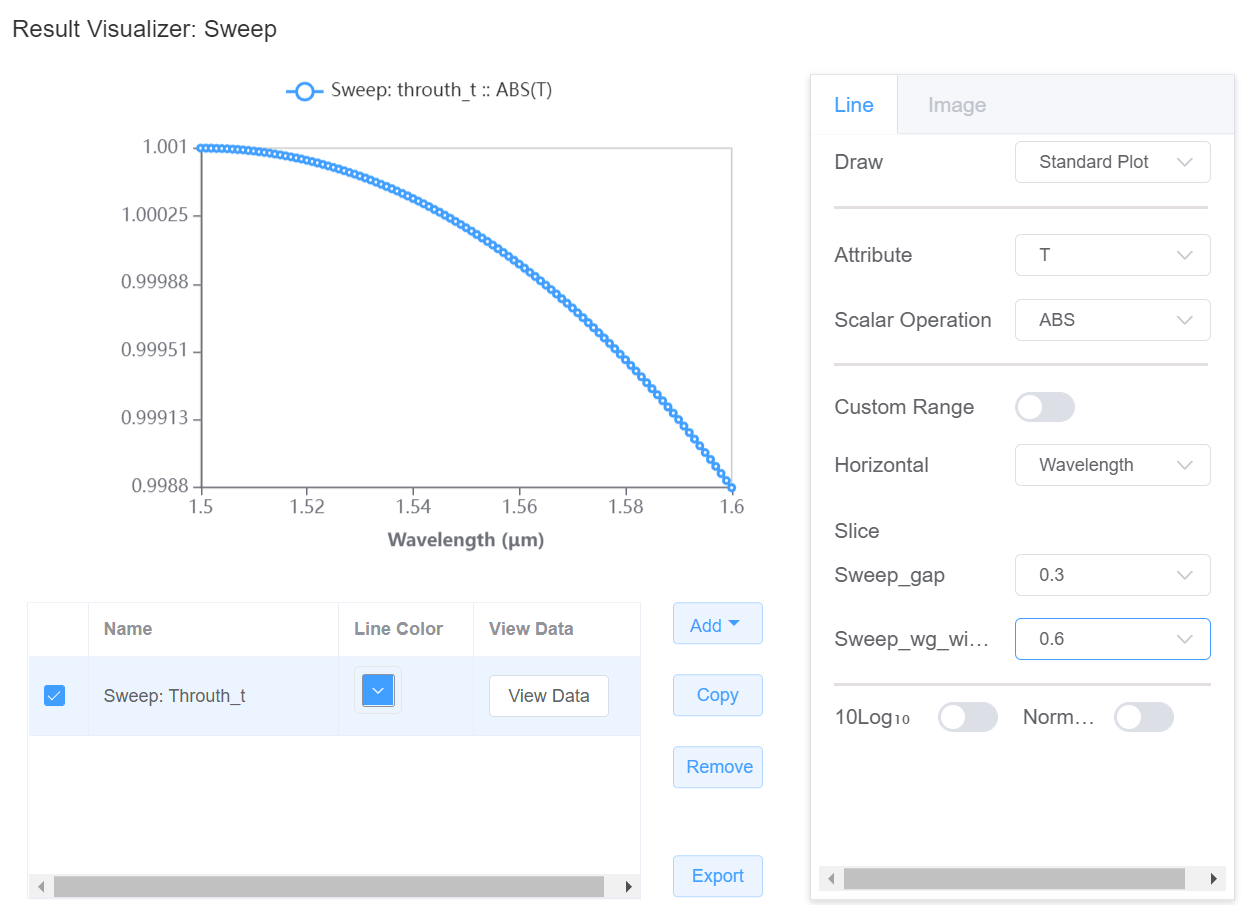 Result Visualizer: Sweep
Sweep: throuth_t :: ABS(T)
1.001
1.00025
0.99988
0.99951
0.99913
0.9988
1.5 1.52 1.54 1.56 1.58 1.6
Wavelength (μm)
Name Line Color View Data
Sweep: Throuth_t View Data
Add
Copy
Remove
Export
Line Image
Draw Standard Plot
Attribute T
Scalar Operation ABS
Custom Range
Horizontal Wavelength
Slice
Sweep_gap 0.3
Sweep_wg_wi... 0.6
10Log₁₀ Norm...